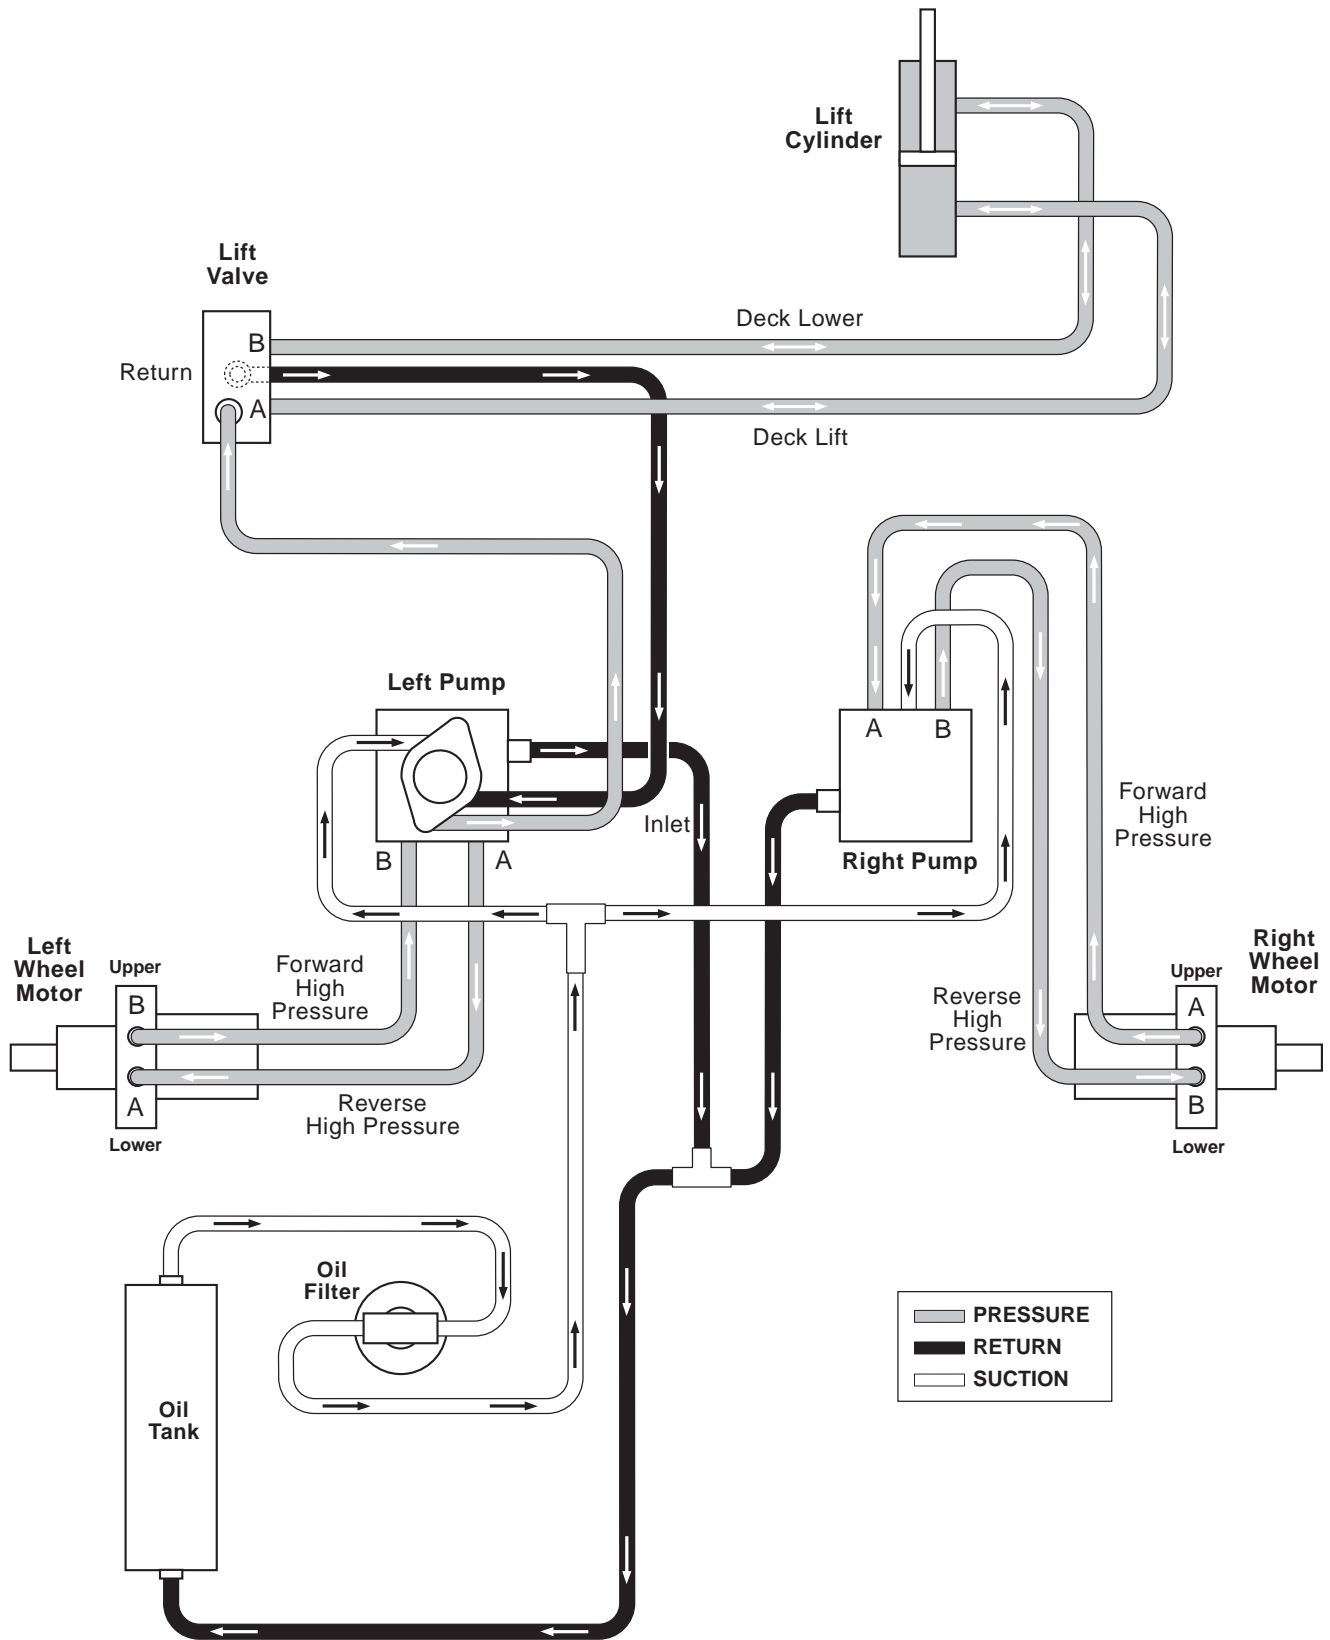 Lift
Cylinder
Lift
Valve
Deck Lower
B
Return
A
Deck Lift
Left Pump
A
B
Forward
High
Pressure
Inlet
Right Pump
B
A
Left
Wheel
Motor
Upper
B
Forward
High
Pressure
A
Lower
Reverse
High Pressure
Reverse
High
Pressure
Right
Wheel
Motor
Upper
A
B
Lower
Oil
Filter
Oil
Tank
PRESSURE
RETURN
SUCTION